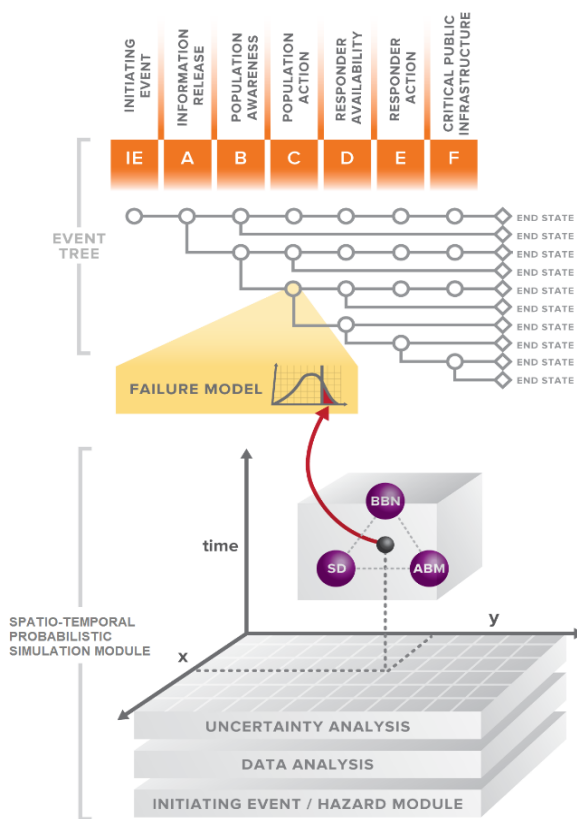 INITIATING
EVENT
INFORMATION
RELEASE
POPULATION
AWARENESS
POPULATION
ACTION
RESPONDER
AVAILABILITY
RESPONDER
ACTION
CRITICAL PUBLIC
INFRASTRUCTURE
IE A B C D E F
EVENT
TREE
END STATE
END STATE
END STATE
END STATE
END STATE
END STATE
END STATE
END STATE
END STATE
END STATE
FAILURE MODEL
time
BBN
SD
ABM
SPATIO-TEMPORAL
PROBABILISTIC
SIMULATION MODULE
x
y
UNCERTAINTY ANALYSIS
DATA ANALYSIS
INITIATING EVENT / HAZARD MODULE